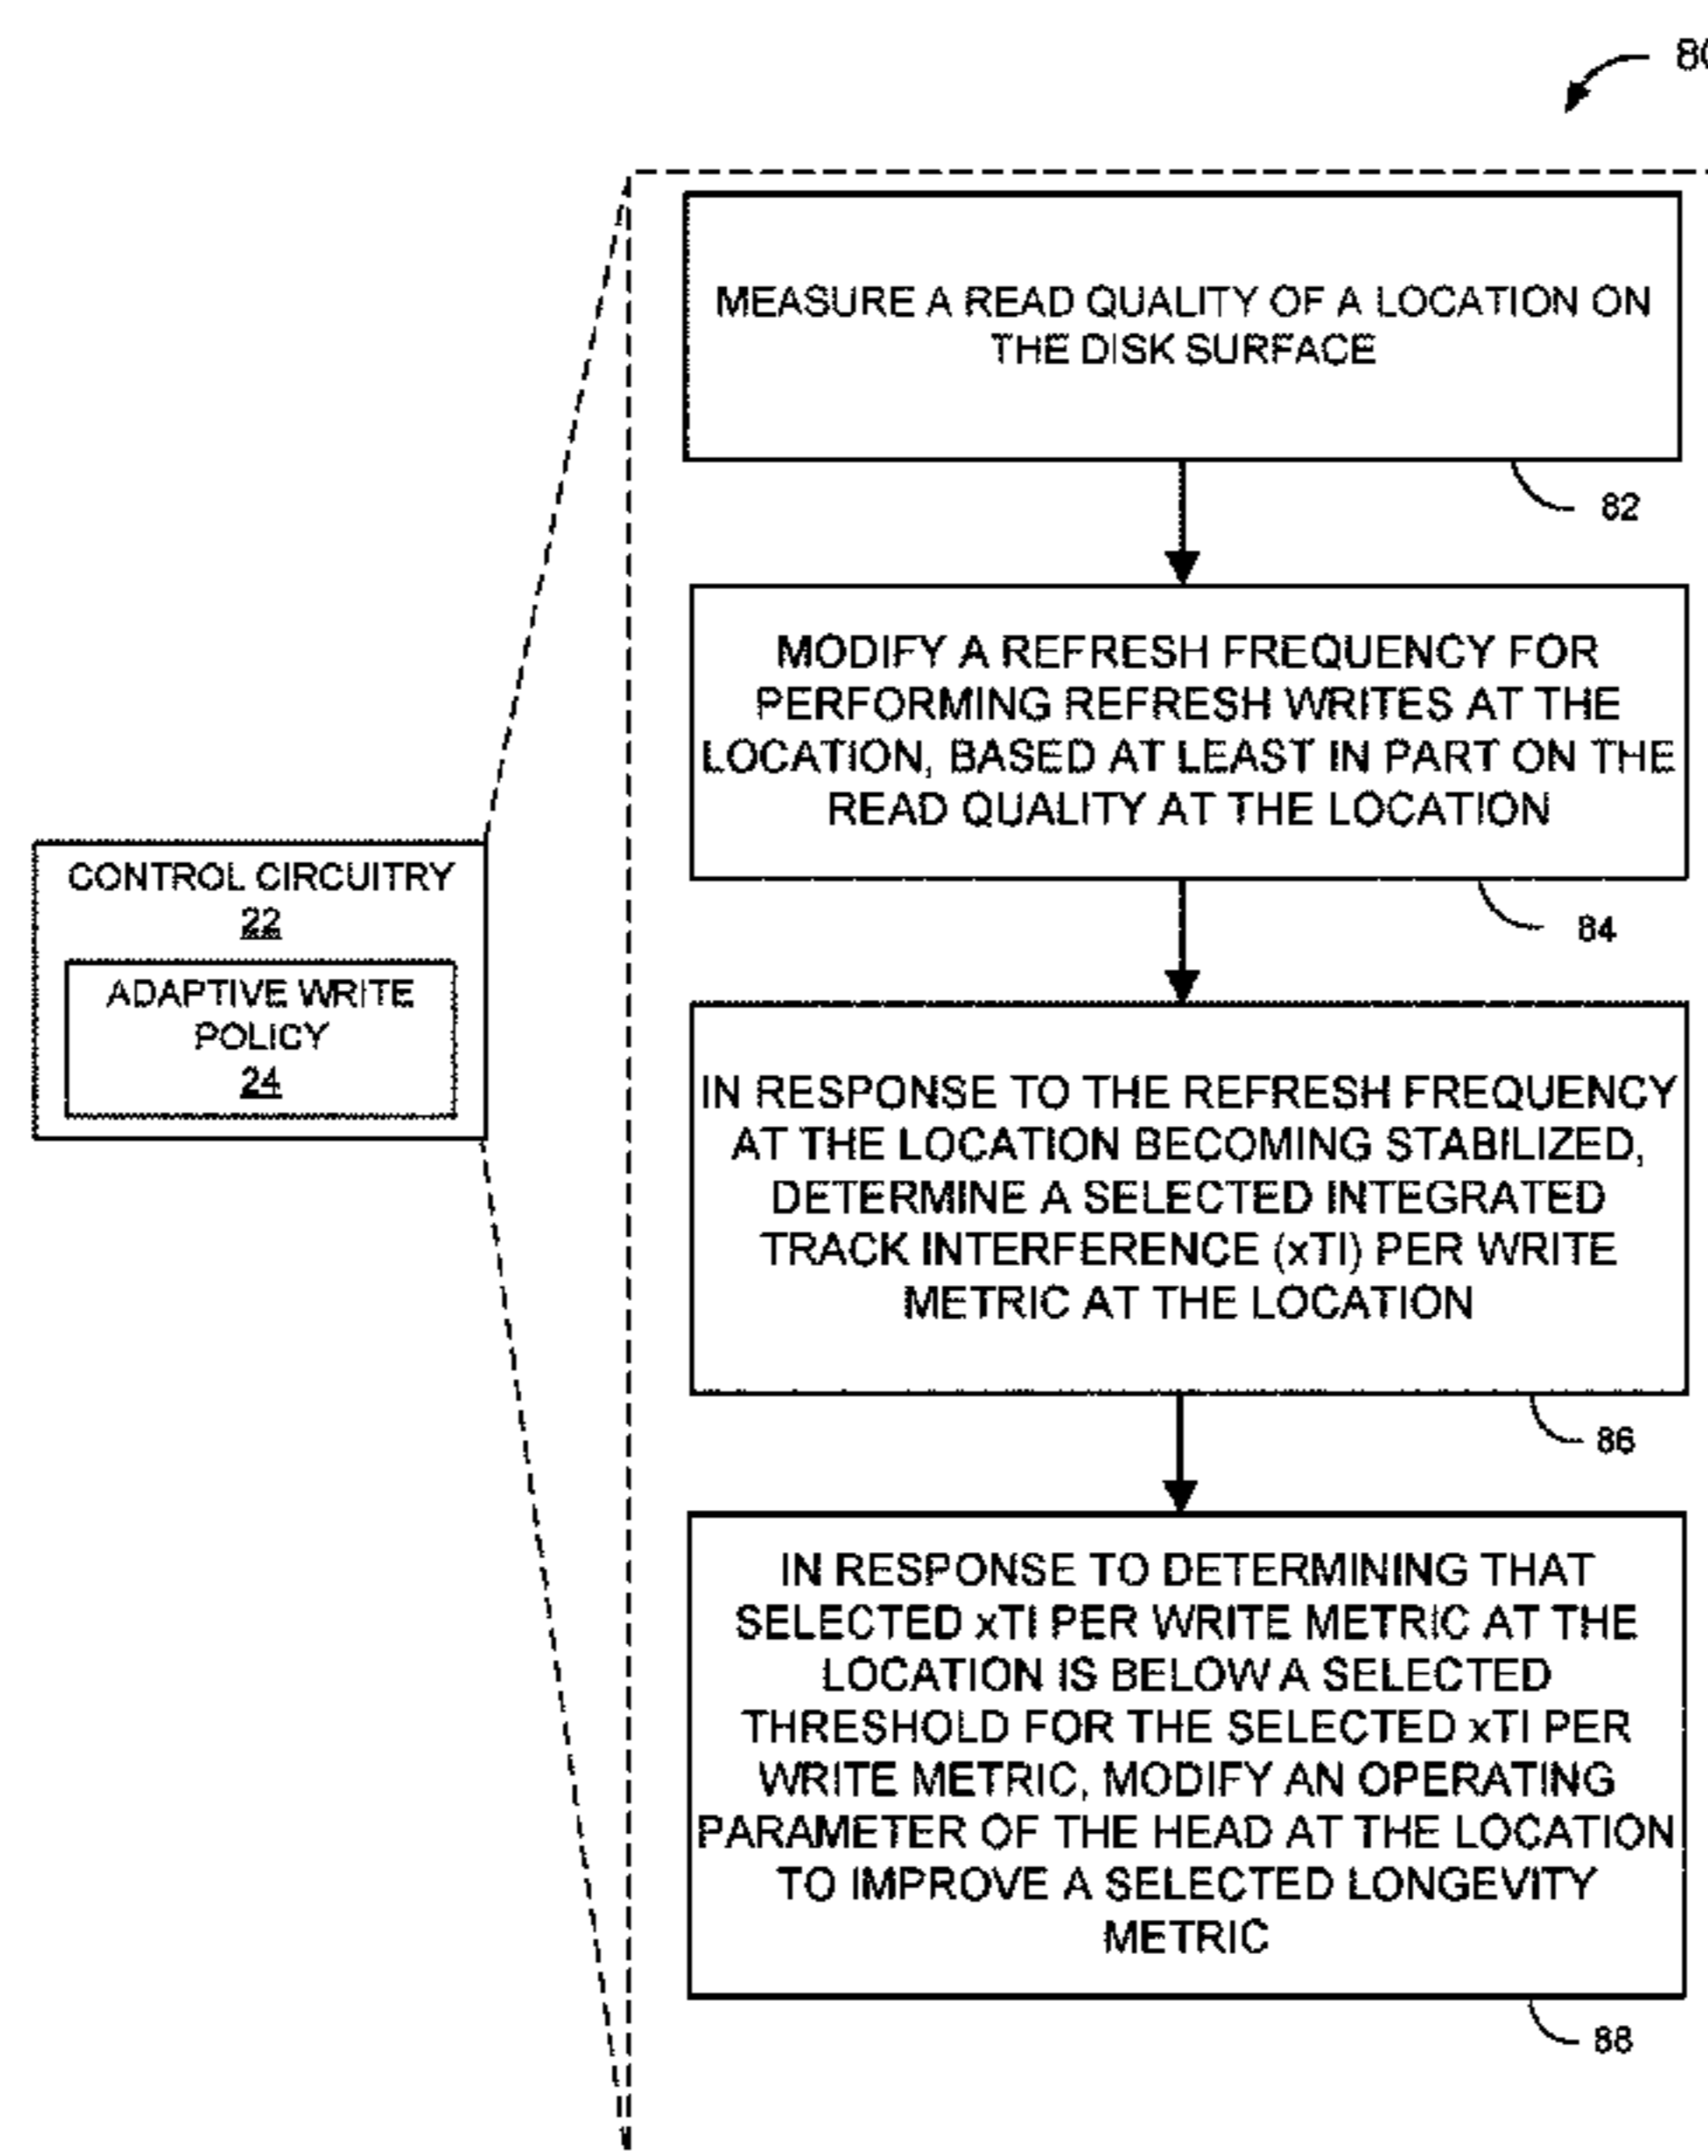 80
MEASURE A READ QUALITY OF A LOCATION ON
THE DISK SURFACE
82
MODIFY A REFRESH FREQUENCY FOR
PERFORMING REFRESH WRITES AT THE
LOCATION, BASED AT LEAST IN PART ON THE
READ QUALITY AT THE LOCATION
84
CONTROL CIRCUITRY
22
ADAPTIVE WRITE
POLICY
24
IN RESPONSE TO THE REFRESH FREQUENCY
AT THE LOCATION BECOMING STABILIZED,
DETERMINE A SELECTED INTEGRATED
TRACK INTERFERENCE (xTI) PER WRITE
METRIC AT THE LOCATION
86
IN RESPONSE TO DETERMINING THAT
SELECTED xTI PER WRITE METRIC AT THE
LOCATION IS BELOW A SELECTED
THRESHOLD FOR THE SELECTED xTI PER
WRITE METRIC, MODIFY AN OPERATING
PARAMETER OF THE HEAD AT THE LOCATION
TO IMPROVE A SELECTED LONGEVITY
METRIC
88